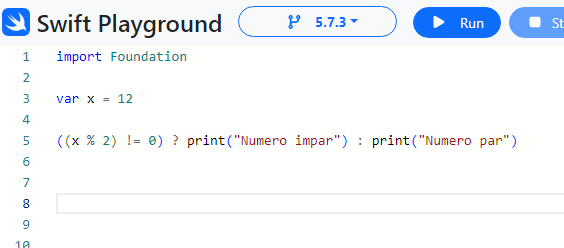 Swift Playground 5.7.3 Run St
1 import Foundation
2
3 var x = 12
4
5 ((x % 2) != 0) ? print("Numero impar") : print("Numero par")
6
7
8
9
10